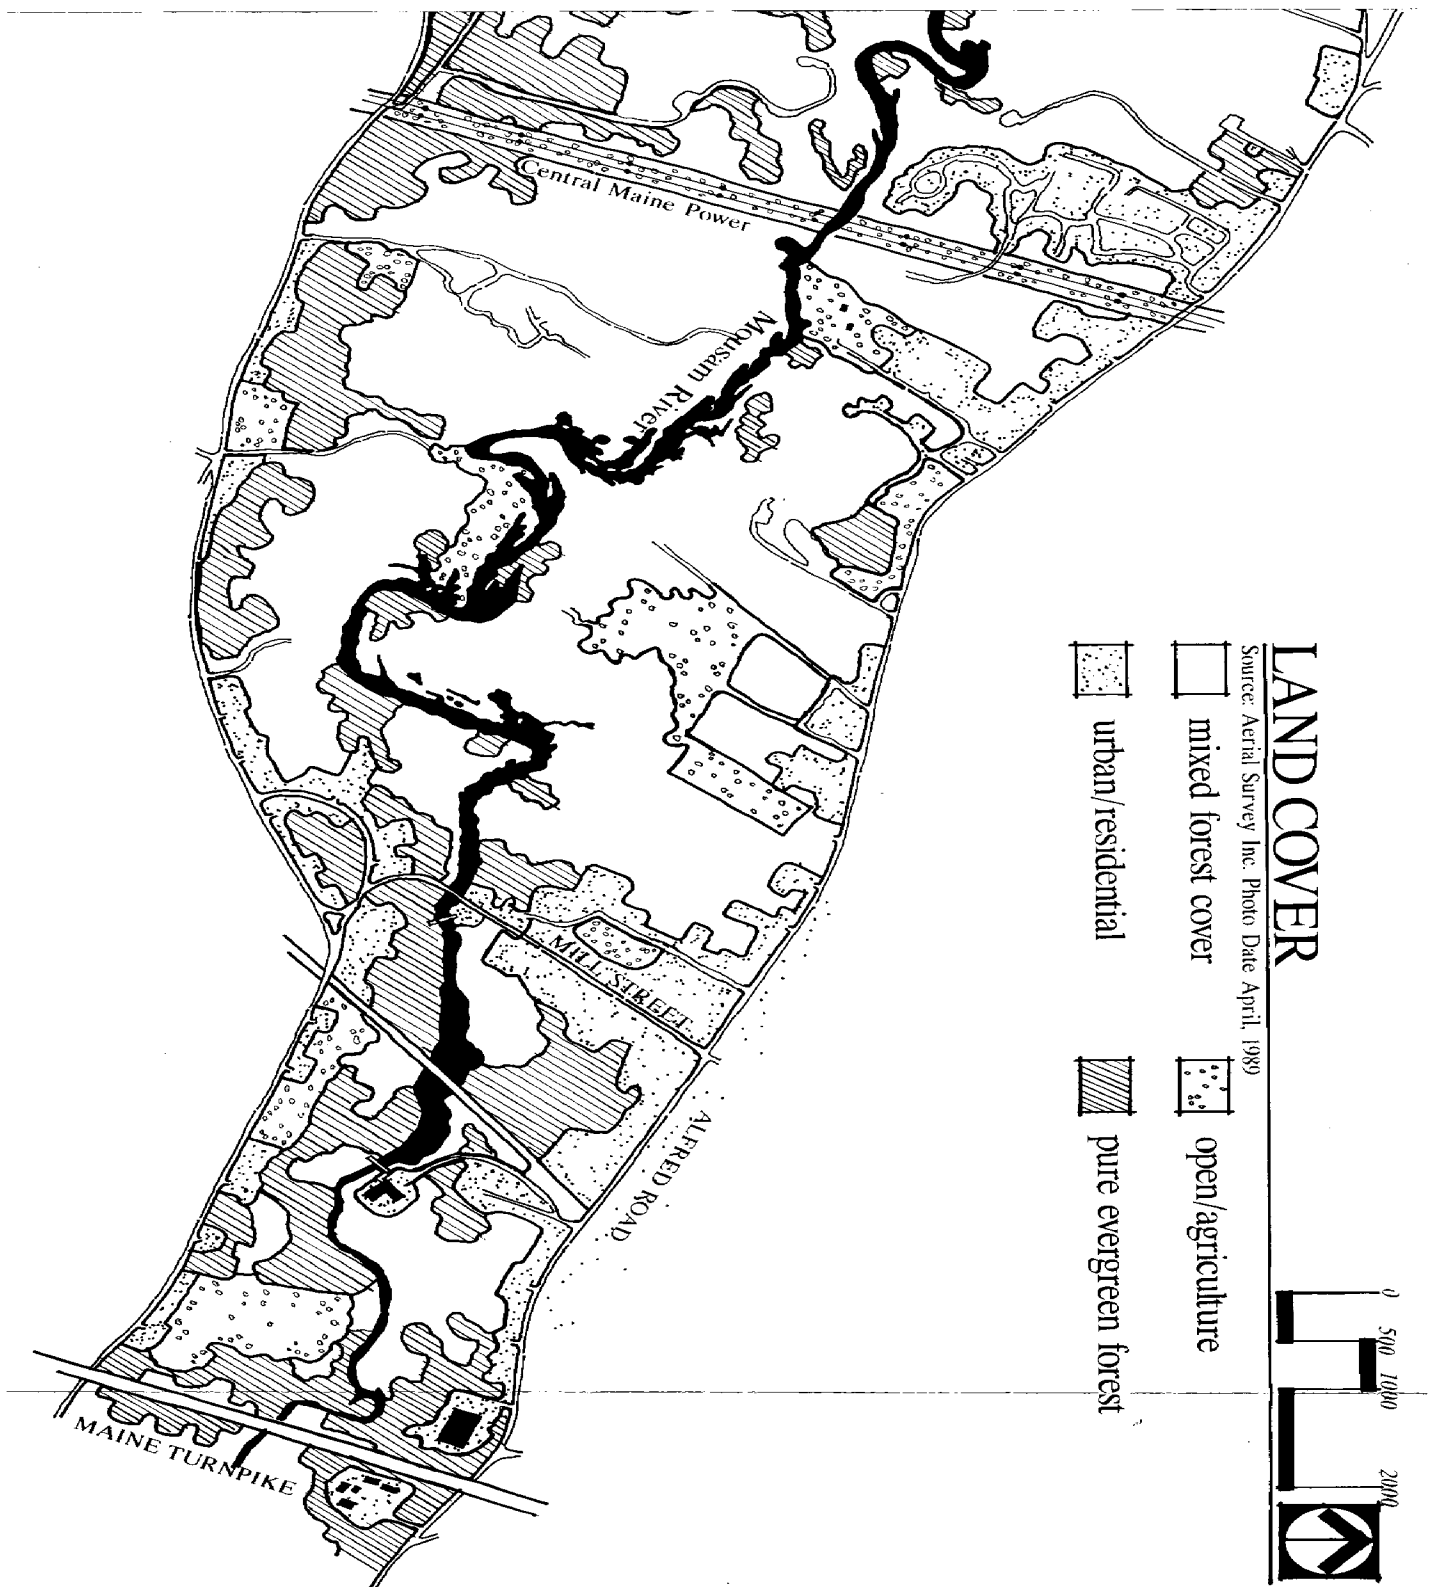 LAND COVER
Source: Aerial Survey Inc. Photo Date April, 1989
mixed forest cover
open/agriculture
urban/residential
pure evergreen forest
0 500 1000 2000
Central Maine Power
Mousam River
MILL STREET
ALFRED ROAD
MAINE TURNPIKE